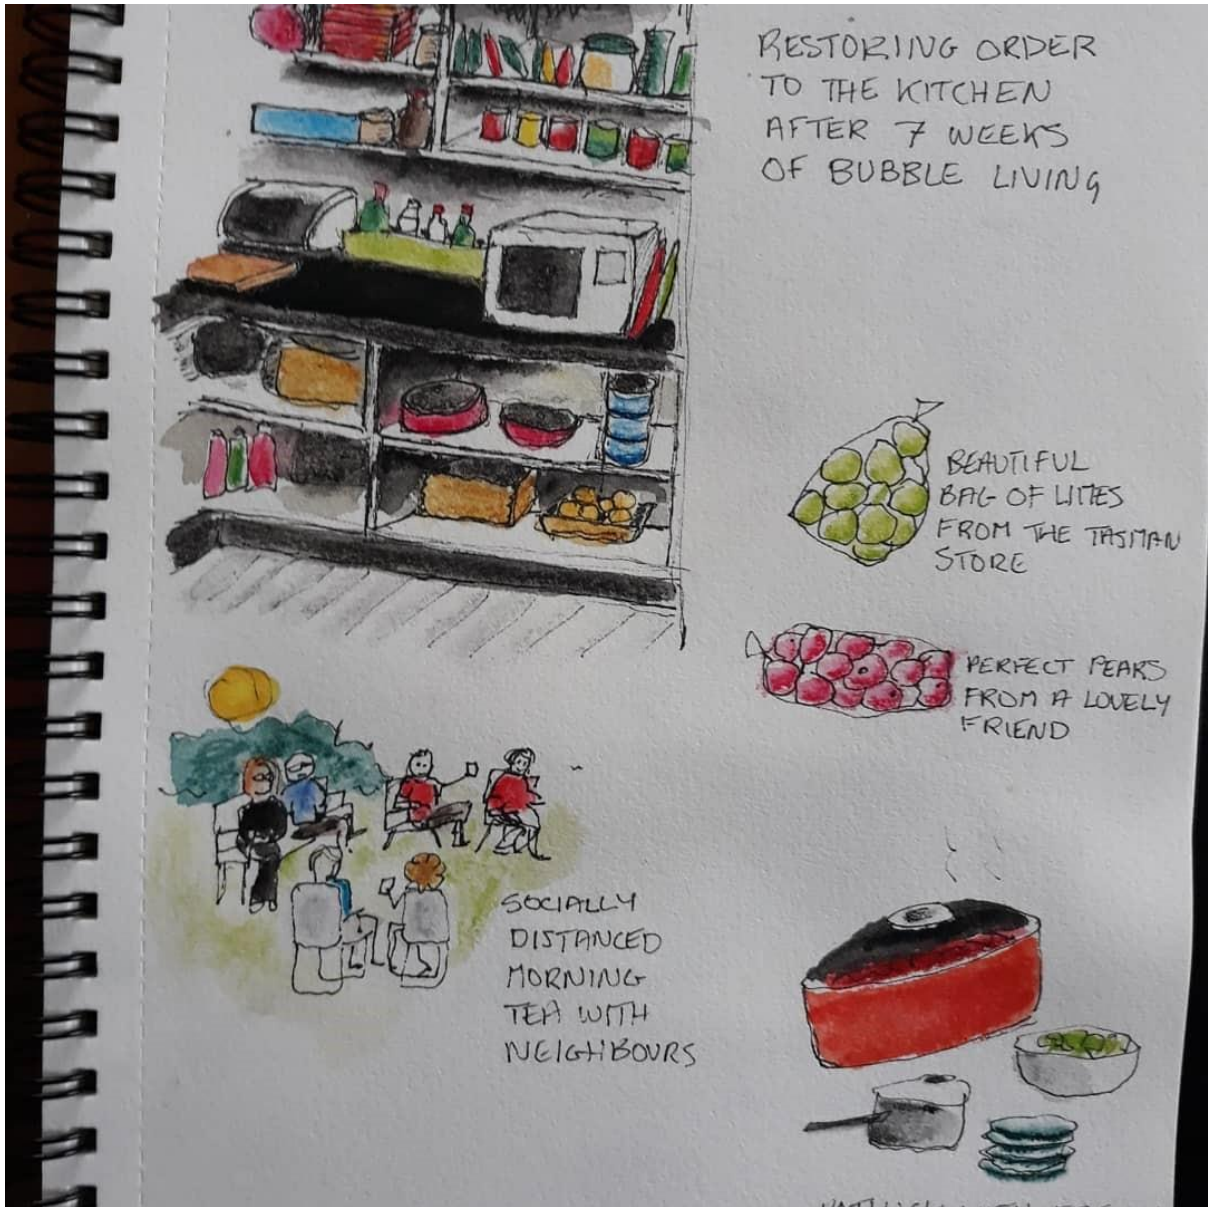 RESTORING ORDER
TO THE KITCHEN
AFTER 7 WEEKS
OF BUBBLE LIVING
BEAUTIFUL
BAG OF LIMES
FROM THE TASMAN
STORE
PERFECT PEARS
FROM A LOVELY
FRIEND
SOCIALLY
DISTANCED
MORNING
TEA WITH
NEIGHBOURS